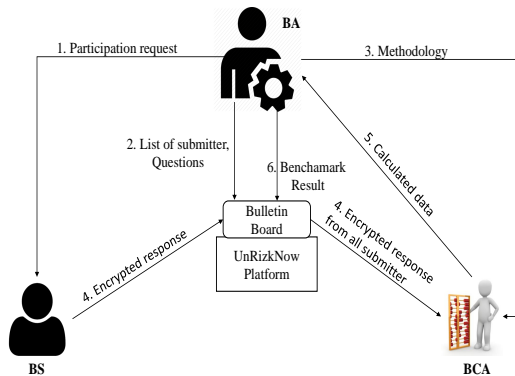 BA
1. Participation request
3. Methodology
2. List of submitter,
Questions
6. Benchamark
Result
5. Calculated data
Bulletin
Board
UnRizkNow
Platform
4. Encrypted response
4. Encrypted response
from all submitter
BS
BCA